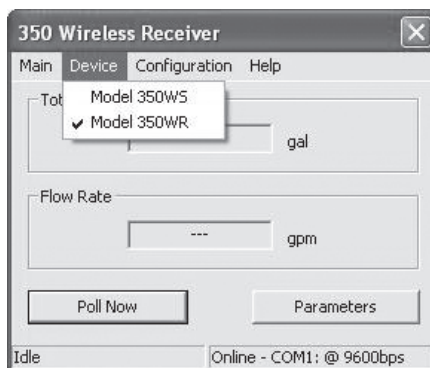 350 Wireless Receiver
Main Device Configuration Help
Model 350WS
✓ Model 350WR
Tot
gal
Flow Rate
--- gpm
Poll Now Parameters
Idle Online - COM1: @ 9600bps